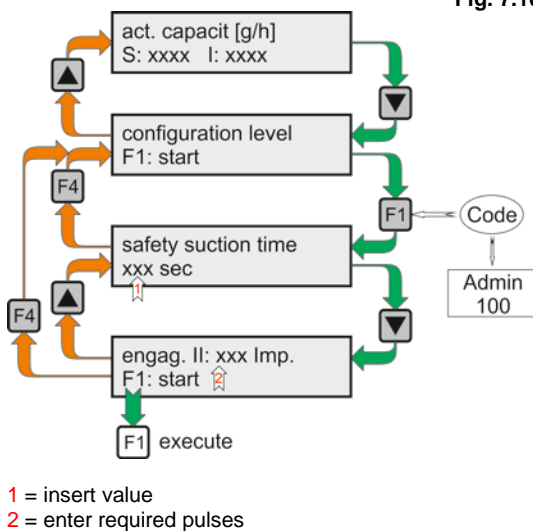 Fig. 7.10
act. capacit [g/h]
S: xxxx I: xxxx
▲
▼
configuration level
F1: start
F4
F1
Code
Admin
100
safety suction time
xxx sec
1
▲
▼
F4
engag. II: xxx Imp.
F1: start
2
F1 execute
1 = insert value
2 = enter required pulses